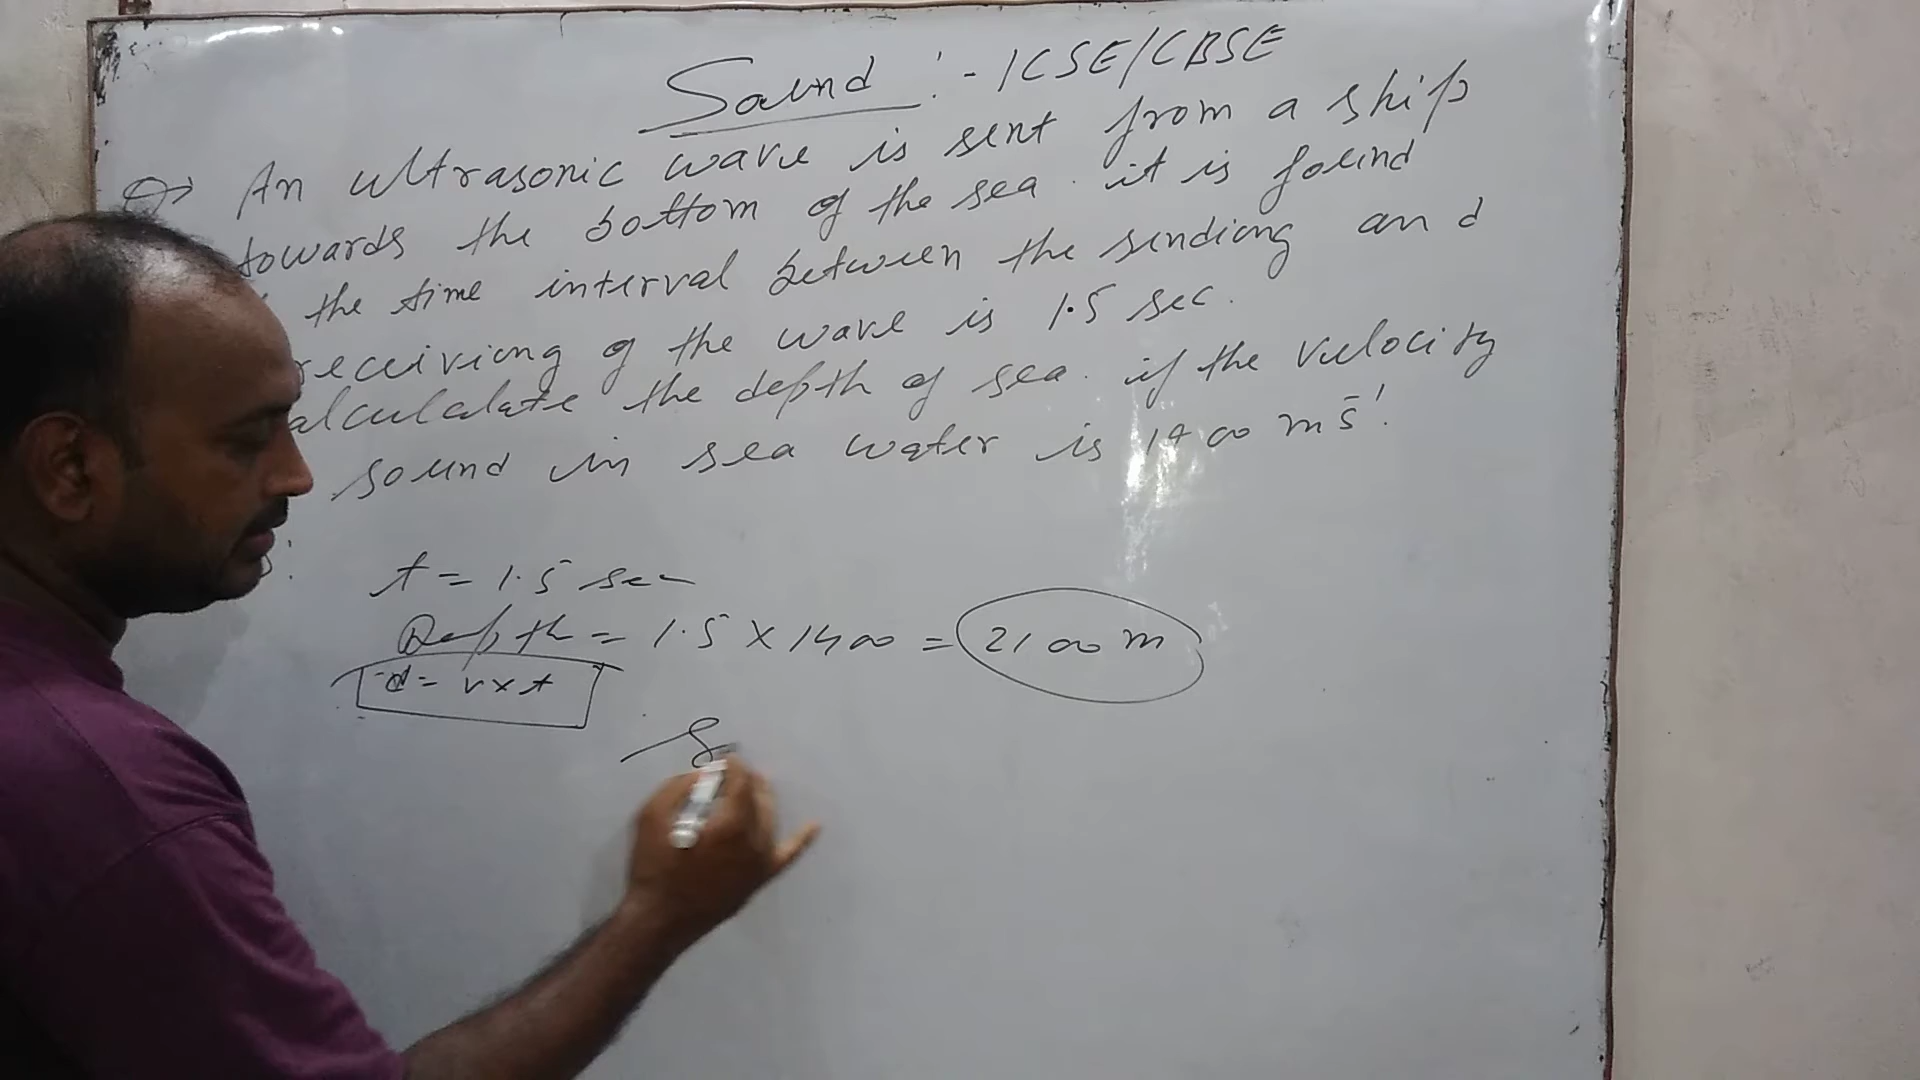 Sound :- ICSE/CBSE
Q→ An ultrasonic wave is sent from a ship
towards the bottom of the sea. it is found
the time interval between the sending and
receiving of the wave is 1.5 sec.
alculate the depth of sea. if the velocity
sound in sea water is 1400 ms⁻¹.
t = 1.5 sec
Depth = 1.5 × 1400 = 2100 m
d = v×t